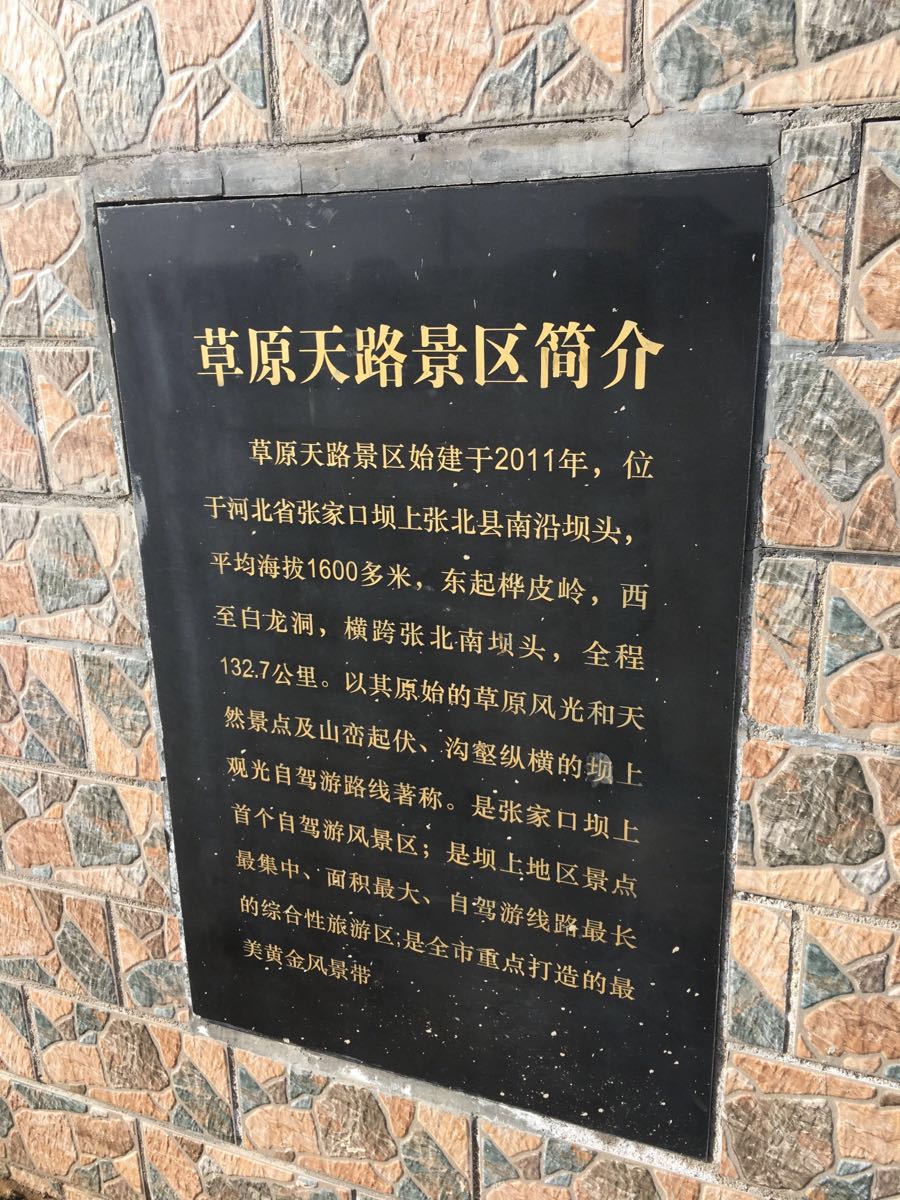 草原天路景区简介
草原天路景区始建于2011年，位
于河北省张家口坝上张北县南沿坝头，
平均海拔1600多米，东起桦皮岭，西
至白龙洞，横跨张北南坝头，全程
132.7公里。以其原始的草原风光和天
然景点及山峦起伏、沟壑纵横的坝上
观光自驾游路线著称。是张家口坝上
首个自驾游风景区；是坝上地区景点
最集中、面积最大、自驾游线路最长
的综合性旅游区;是全市重点打造的最
美黄金风景带